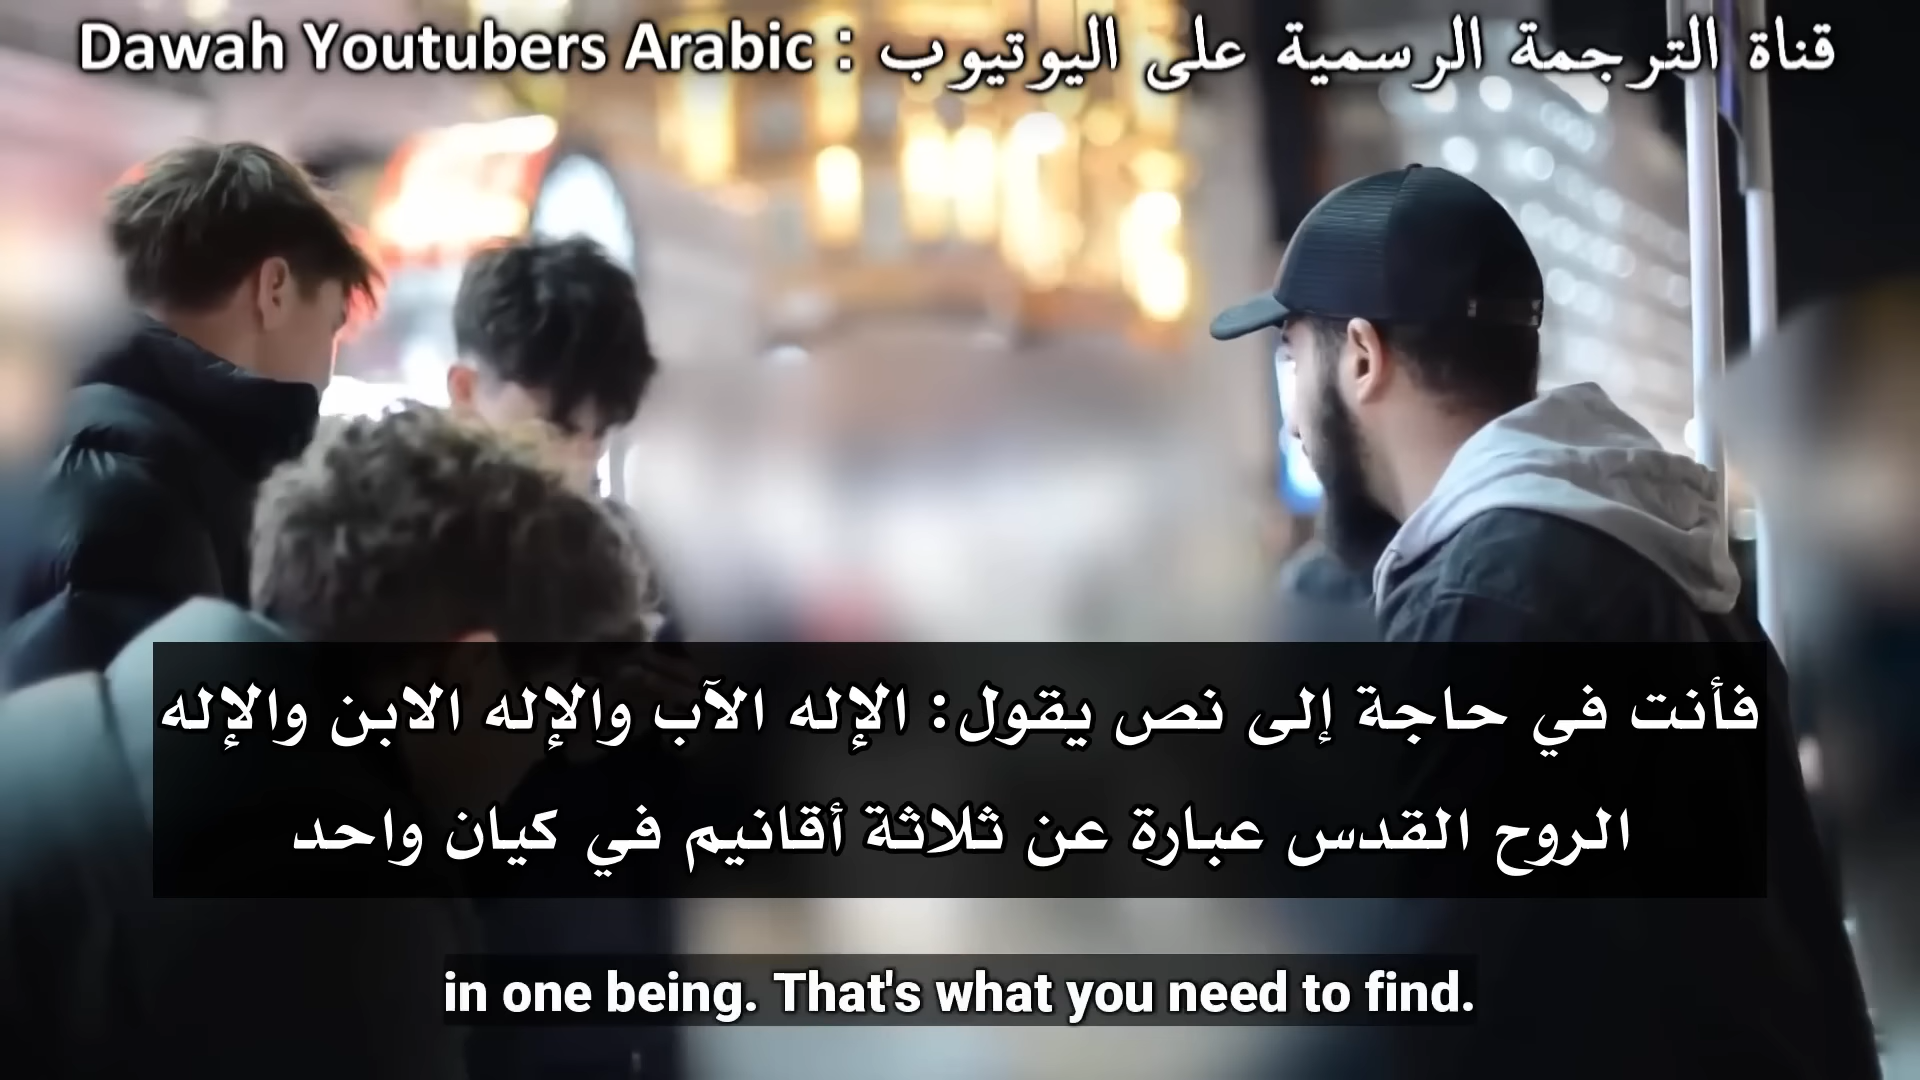 Dawah Youtubers Arabic : قناة الترجمة الرسمية على اليوتيوب
فأنت في حاجة إلى نص يقول: الإله الآب والإله الابن والإله
الروح القدس عبارة عن ثلاثة أقانيم في كيان واحد
in one being. That's what you need to find.